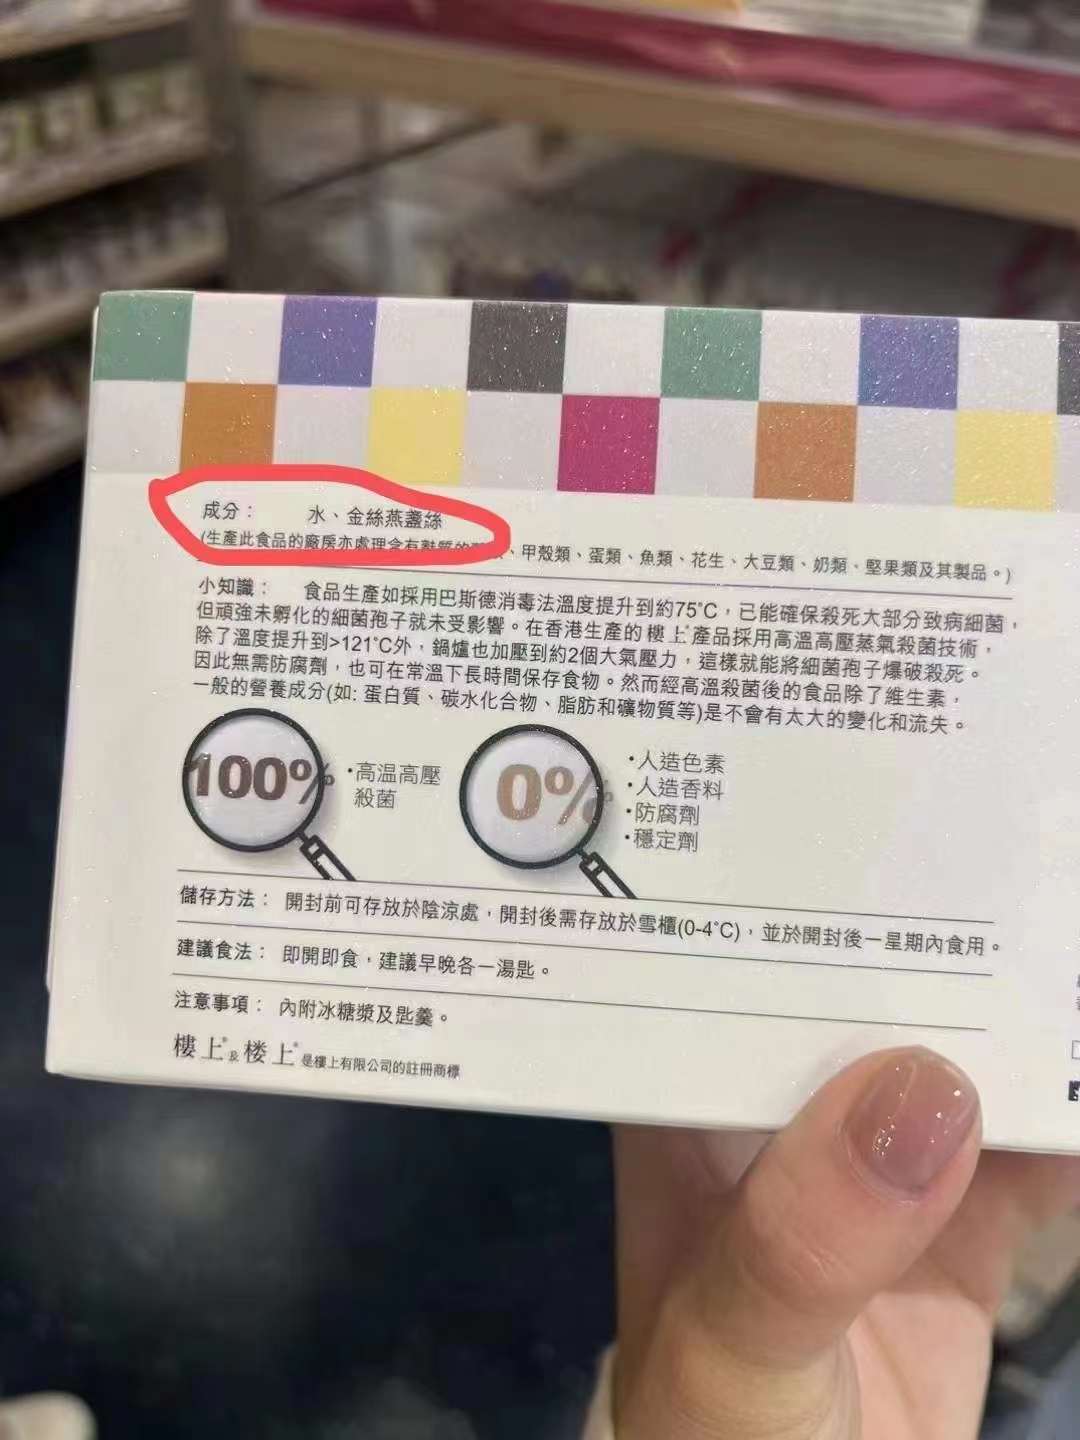 成分： 水、金絲燕盞絲
(生產此食品的廠房亦處理含有麩質的 、甲殼類、蛋類、魚類、花生、大豆類、奶類、堅果類及其製品。)
小知識： 食品生產如採用巴斯德消毒法溫度提升到約75°C，已能確保殺死大部分致病細菌，
但頑強未孵化的細菌孢子就未受影響。在香港生產的樓上°產品採用高溫高壓蒸氣殺菌技術，
除了溫度提升到>121°C外，鍋爐也加壓到約2個大氣壓力，這樣就能將細菌孢子爆破殺死。
因此無需防腐劑，也可在常溫下長時間保存食物。然而經高溫殺菌後的食品除了維生素，
一般的營養成分(如: 蛋白質、碳水化合物、脂肪和礦物質等)是不會有太大的變化和流失。
100%
•高溫高壓
殺菌
0%
•人造色素
•人造香料
•防腐劑
•穩定劑
儲存方法： 開封前可存放於陰涼處，開封後需存放於雪櫃(0-4°C)，並於開封後一星期內食用。
建議食法： 即開即食，建議早晚各一湯匙。
注意事項： 內附冰糖漿及匙羹。
樓上°&楼上°是樓上有限公司的註冊商標